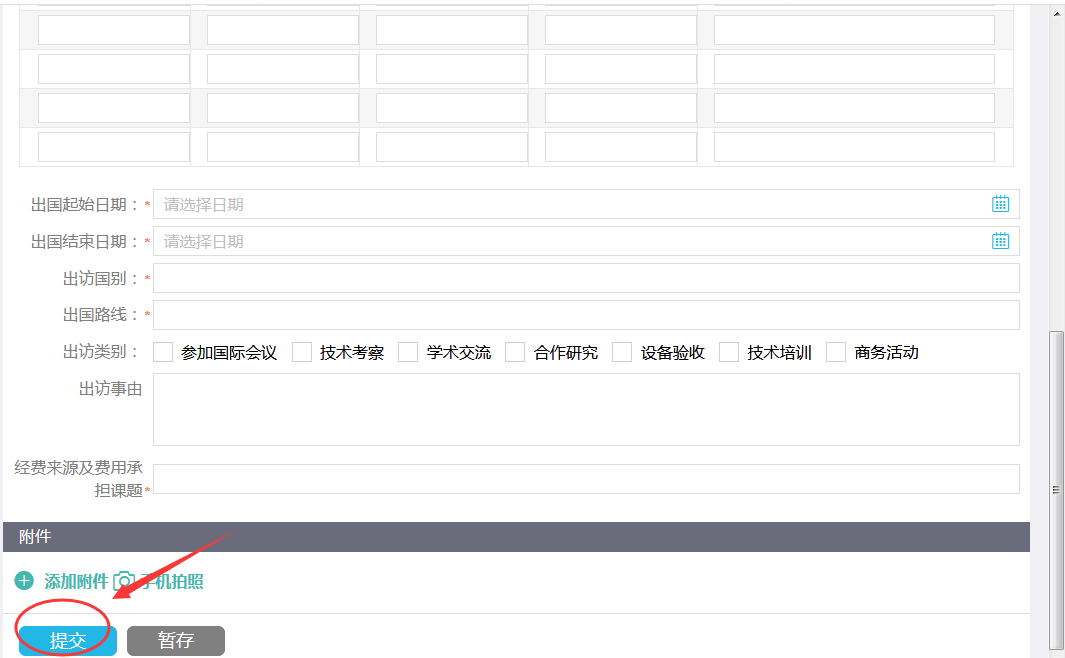 出国起始日期：* 请选择日期
出国结束日期：* 请选择日期
出访国别：*
出国路线：*
出访类别： 参加国际会议 技术考察 学术交流 合作研究 设备验收 技术培训 商务活动
出访事由
经费来源及费用承
担课题*
附件
添加附件 手机拍照
提交 暂存